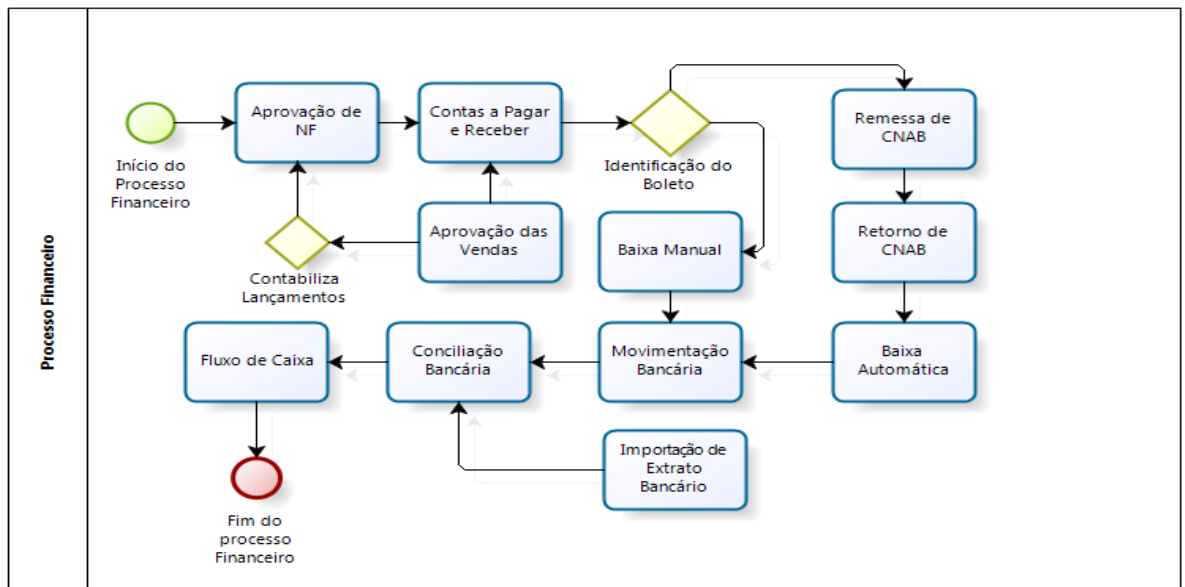 Processo Financeiro
Início do
Processo
Financeiro
Aprovação de
NF
Contas a Pagar
e Receber
Identificação do
Boleto
Remessa de
CNAB
Contabiliza
Lançamentos
Aprovação das
Vendas
Baixa Manual
Retorno de
CNAB
Fluxo de Caixa
Conciliação
Bancária
Movimentação
Bancária
Baixa
Automática
Importação de
Extrato
Bancário
Fim do
processo
Financeiro